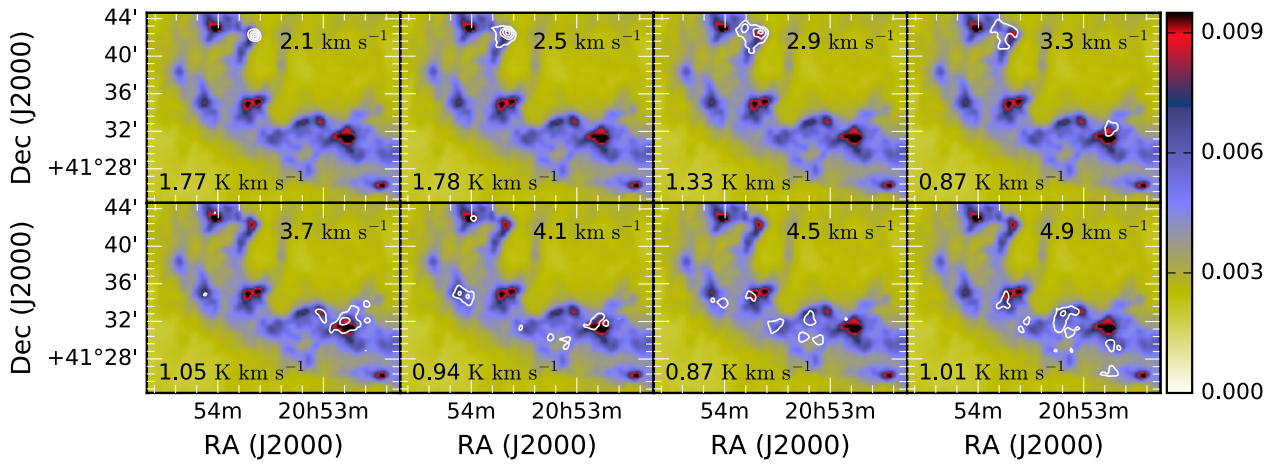 44'
40'
36'
32'
+41°28'
Dec (J2000)
2.1 km s⁻¹
1.77 K km s⁻¹
2.5 km s⁻¹
1.78 K km s⁻¹
2.9 km s⁻¹
1.33 K km s⁻¹
3.3 km s⁻¹
0.87 K km s⁻¹
44'
40'
36'
32'
+41°28'
Dec (J2000)
3.7 km s⁻¹
1.05 K km s⁻¹
4.1 km s⁻¹
0.94 K km s⁻¹
4.5 km s⁻¹
0.87 K km s⁻¹
4.9 km s⁻¹
1.01 K km s⁻¹
54m 20h53m
RA (J2000)
54m 20h53m
RA (J2000)
54m 20h53m
RA (J2000)
54m 20h53m
RA (J2000)
0.009
0.006
0.003
0.000